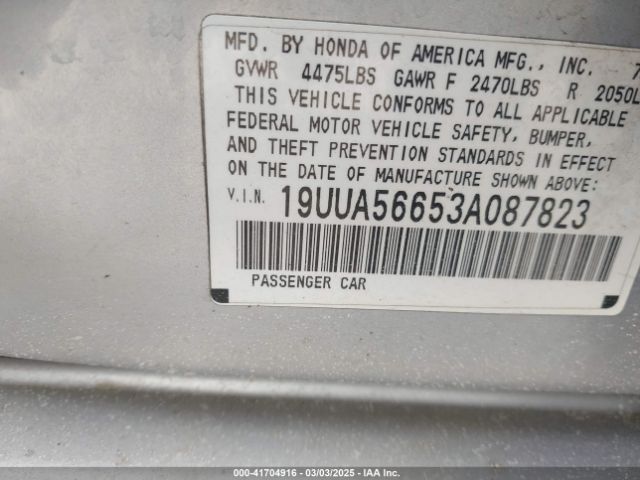 MFD. BY HONDA OF AMERICA MFG., INC. 7
GVWR 4475LBS GAWR F 2470LBS R 2050L
THIS VEHICLE CONFORMS TO ALL APPLICABLE
FEDERAL MOTOR VEHICLE SAFETY, BUMPER,
AND THEFT PREVENTION STANDARDS IN EFFECT
ON THE DATE OF MANUFACTURE SHOWN ABOVE:
V.I.N. 19UUA56653A087823
PASSENGER CAR
000-41704916 | 03/03/2025 - IAA Inc.